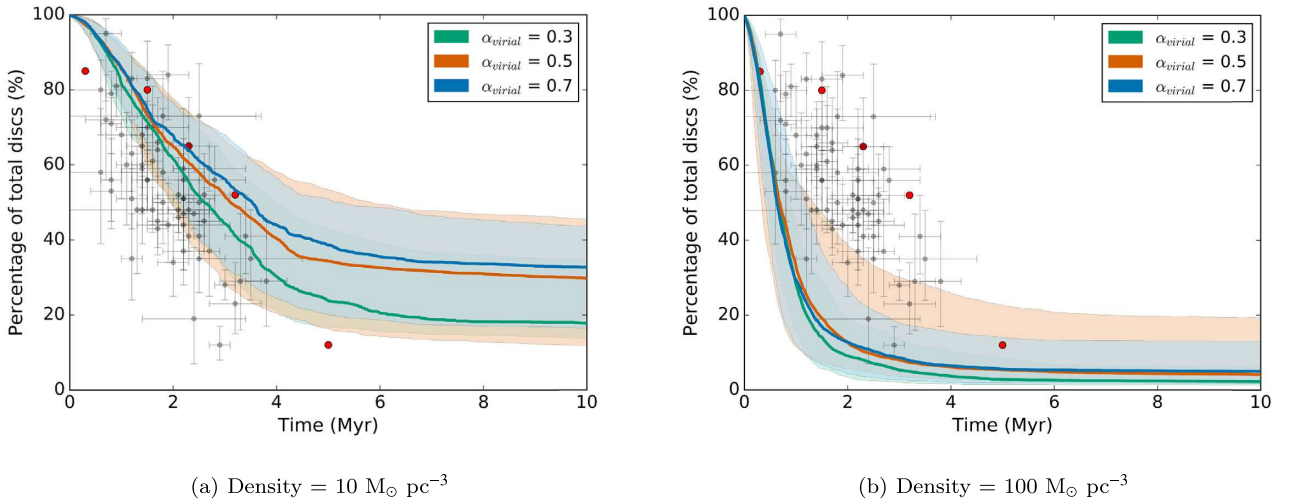 100
80
60
40
20
0
Percentage of total discs (%)
0 2 4 6 8 10
Time (Myr)
α_virial = 0.3
α_virial = 0.5
α_virial = 0.7
(a) Density = 10 M⊙ pc⁻³
100
80
60
40
20
0
Percentage of total discs (%)
0 2 4 6 8 10
Time (Myr)
α_virial = 0.3
α_virial = 0.5
α_virial = 0.7
(b) Density = 100 M⊙ pc⁻³